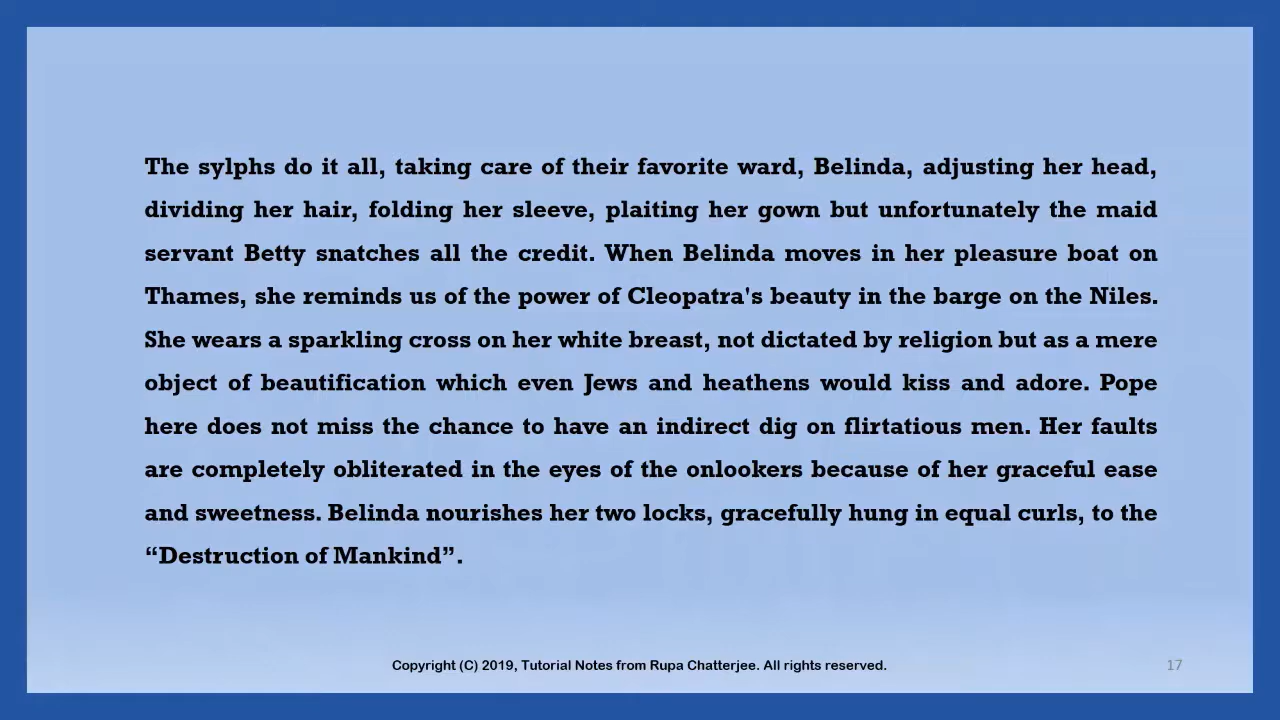 The sylphs do it all, taking care of their favorite ward, Belinda, adjusting her head,
dividing her hair, folding her sleeve, plaiting her gown but unfortunately the maid
servant Betty snatches all the credit. When Belinda moves in her pleasure boat on
Thames, she reminds us of the power of Cleopatra's beauty in the barge on the Niles.
She wears a sparkling cross on her white breast, not dictated by religion but as a mere
object of beautification which even Jews and heathens would kiss and adore. Pope
here does not miss the chance to have an indirect dig on flirtatious men. Her faults
are completely obliterated in the eyes of the onlookers because of her graceful ease
and sweetness. Belinda nourishes her two locks, gracefully hung in equal curls, to the
“Destruction of Mankind”.
Copyright (C) 2019, Tutorial Notes from Rupa Chatterjee. All rights reserved.
17